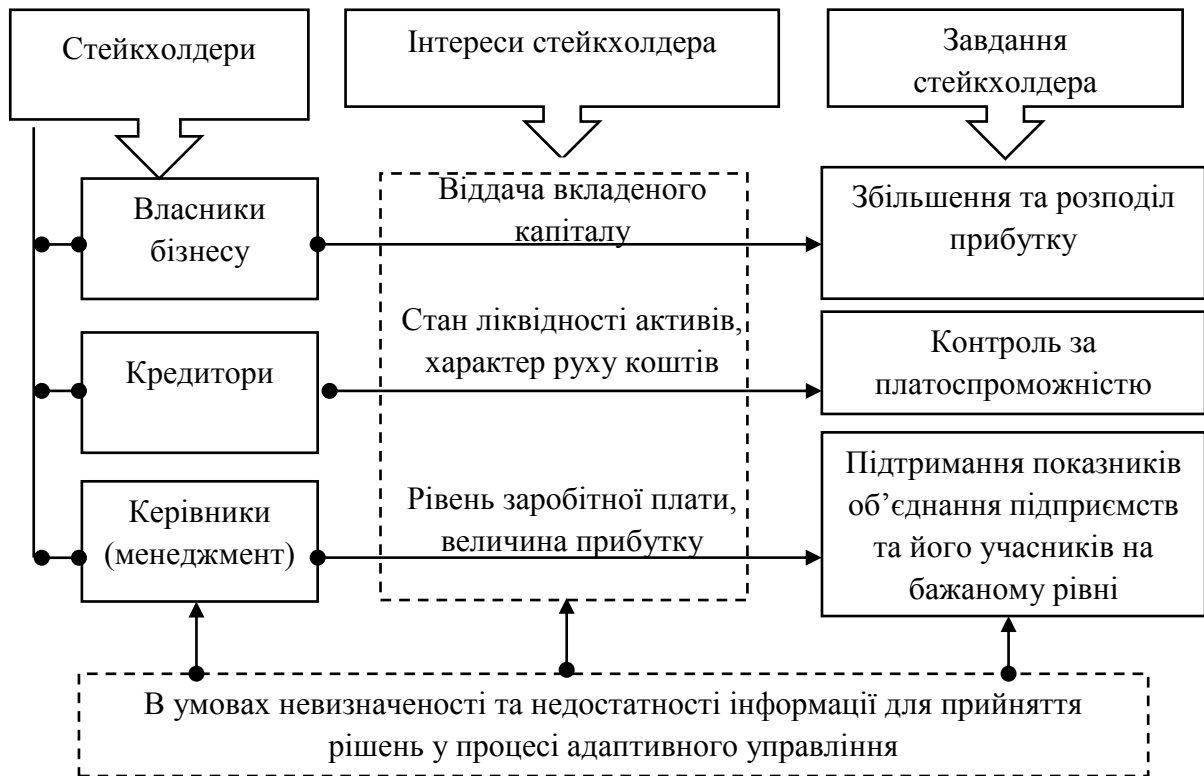 Стейкхолдери
Інтереси стейкхолдера
Завдання
стейкхолдера
Власники
бізнесу
Віддача вкладеного
капіталу
Збільшення та розподіл
прибутку
Кредитори
Стан ліквідності активів,
характер руху коштів
Контроль за
платоспроможністю
Керівники
(менеджмент)
Рівень заробітної плати,
величина прибутку
Підтримання показників
об’єднання підприємств
та його учасників на
бажаному рівні
В умовах невизначеності та недостатності інформації для прийняття
рішень у процесі адаптивного управління